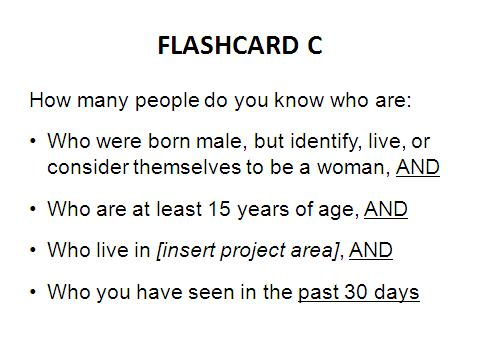 FLASHCARD C
How many people do you know who are:
• Who were born male, but identify, live, or
consider themselves to be a woman, AND
• Who are at least 15 years of age, AND
• Who live in [insert project area], AND
• Who you have seen in the past 30 days